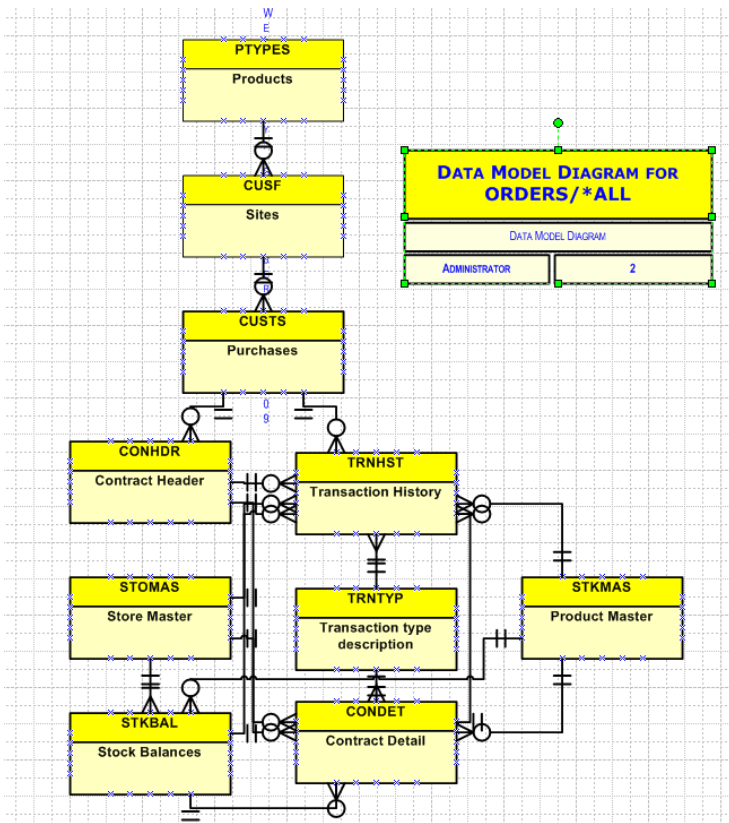 W
E
PTYPES
Products
CUSF
Sites
DATA MODEL DIAGRAM FOR
ORDERS/*ALL
DATA MODEL DIAGRAM
ADMINISTRATOR
2
CUSTS
Purchases
0
9
CONHDR
Contract Header
TRNHST
Transaction History
STOMAS
Store Master
TRNTYP
Transaction type
description
STKMAS
Product Master
STKBAL
Stock Balances
CONDET
Contract Detail